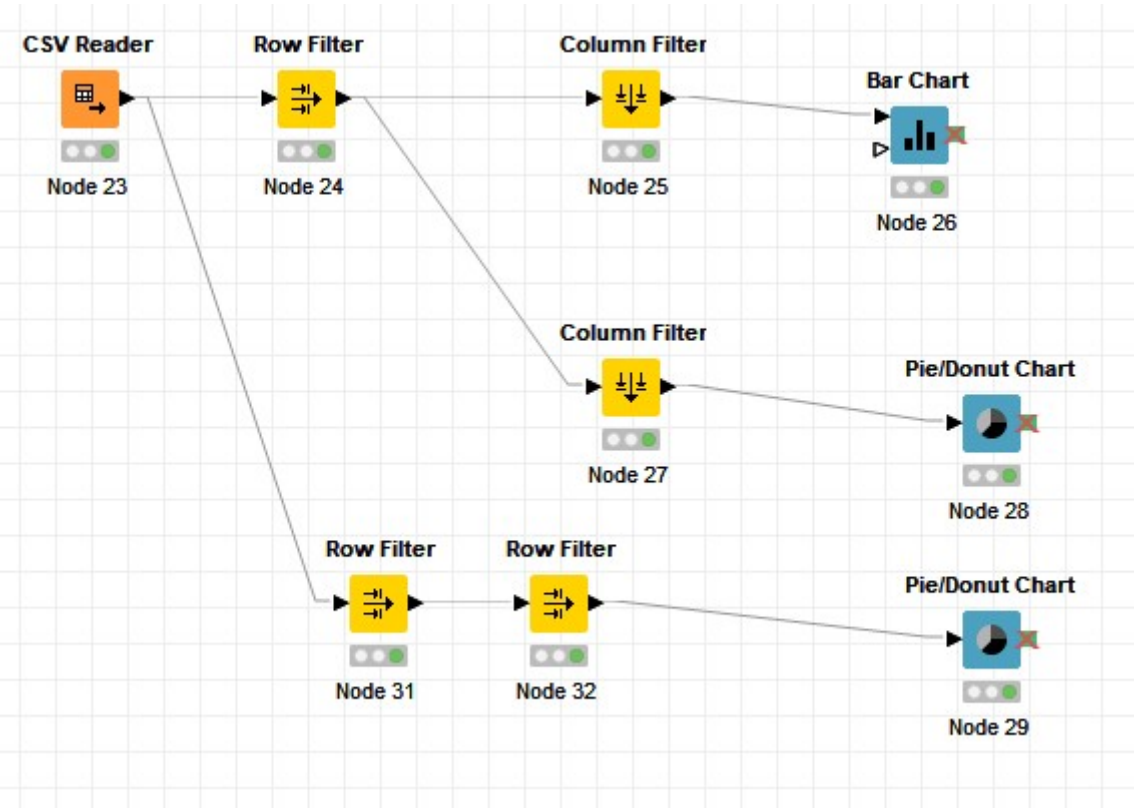 CSV Reader
Row Filter
Column Filter
Bar Chart
Node 23
Node 24
Node 25
Node 26
Column Filter
Pie/Donut Chart
Node 27
Node 28
Row Filter
Row Filter
Pie/Donut Chart
Node 31
Node 32
Node 29